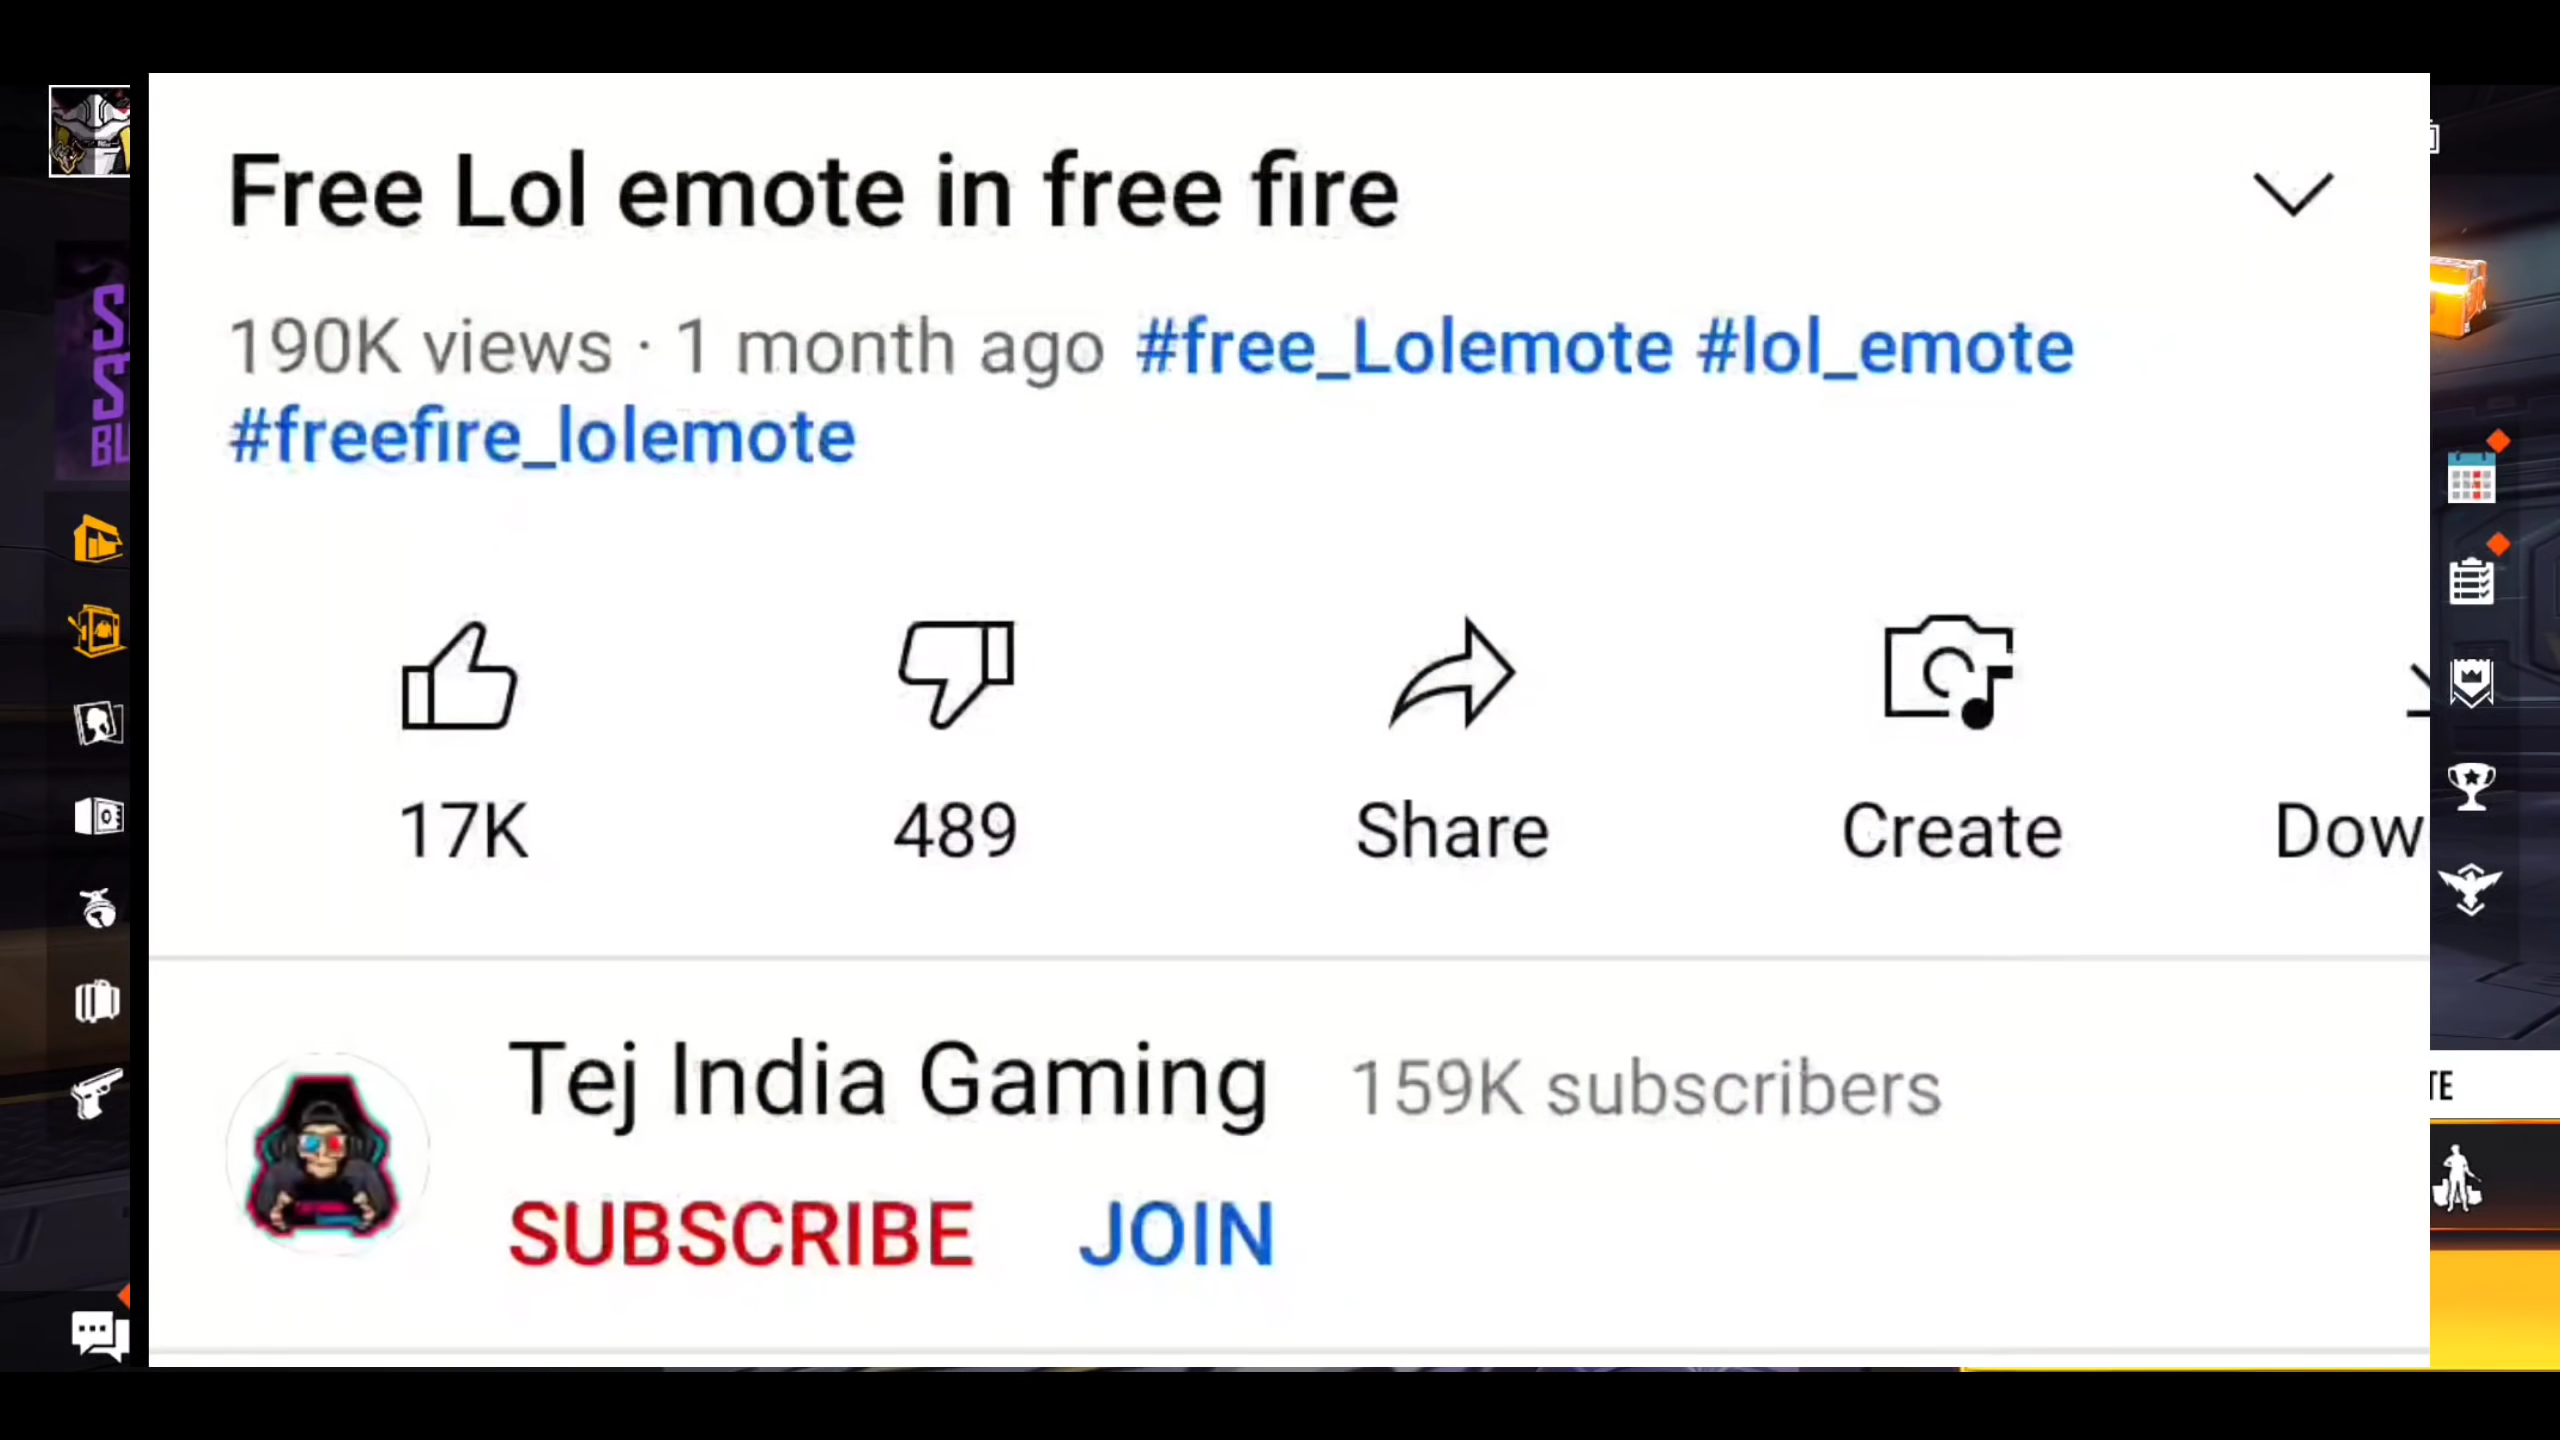 Free Lol emote in free fire
190K views · 1 month ago #free_Lolemote #lol_emote
#freefire_lolemote
17K
489
Share
Create
Dow
Tej India Gaming 159K subscribers
SUBSCRIBE JOIN
TE